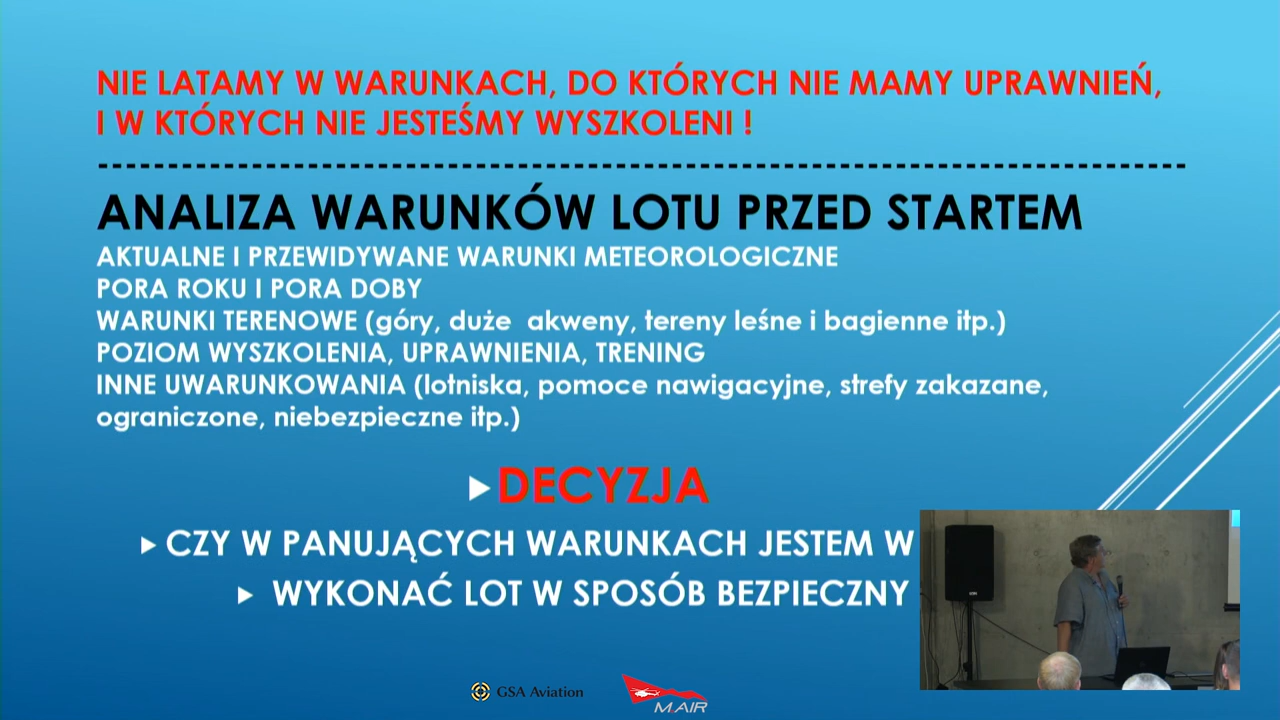 NIE LATAMY W WARUNKACH, DO KTÓRYCH NIE MAMY UPRAWNIEŃ,
I W KTÓRYCH NIE JESTEŚMY WYSZKOLENI !
ANALIZA WARUNKÓW LOTU PRZED STARTEM
AKTUALNE I PRZEWIDYWANE WARUNKI METEOROLOGICZNE
PORA ROKU I PORA DOBY
WARUNKI TERENOWE (góry, duże akweny, tereny leśne i bagienne itp.)
POZIOM WYSZKOLENIA, UPRAWNIENIA, TRENING
INNE UWARUNKOWANIA (lotniska, pomoce nawigacyjne, strefy zakazane,
ograniczone, niebezpieczne itp.)
DECYZJA
CZY W PANUJĄCYCH WARUNKACH JESTEM W
WYKONAĆ LOT W SPOSÓB BEZPIECZNY
GSA Aviation
M.AIR